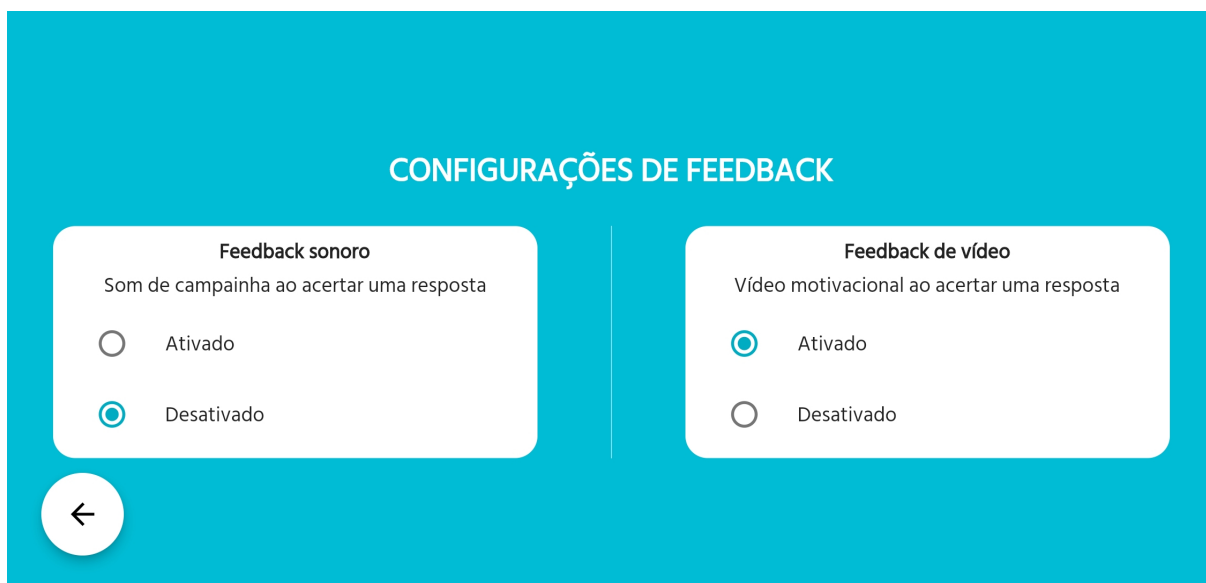 CONFIGURAÇÕES DE FEEDBACK
Feedback sonoro
Som de campainha ao acertar uma resposta
Ativado
Desativado
Feedback de vídeo
Vídeo motivacional ao acertar uma resposta
Ativado
Desativado